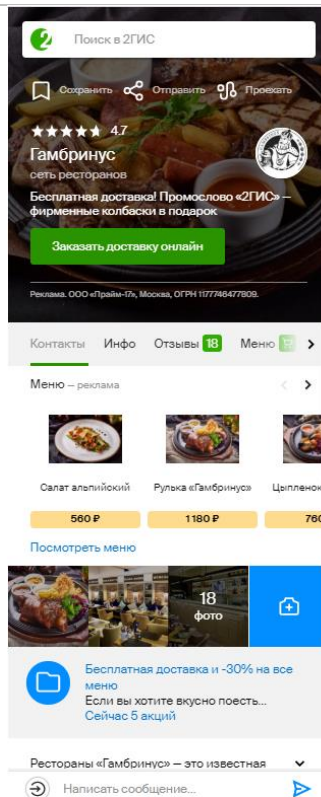 2
Поиск в 2ГИС
Сохранить Отправить Проехать
4.7
Гамбринус
сеть ресторанов
Бесплатная доставка! Промослово «2ГИС» –
фирменные колбаски в подарок
Заказать доставку онлайн
Реклама. ООО «Прайм-17», Москва, ОГРН 1177746477809.
Контакты Инфо Отзывы 18 Меню
Меню – реклама
Салат альпийский Рулька «Гамбринус» Цыпленок
560 ₽ 1180 ₽ 760
Посмотреть меню
18
фото
Бесплатная доставка и -30% на все
меню
Если вы хотите вкусно поесть...
Сейчас 5 акций
Рестораны «Гамбринус» – это известная
Написать сообщение...